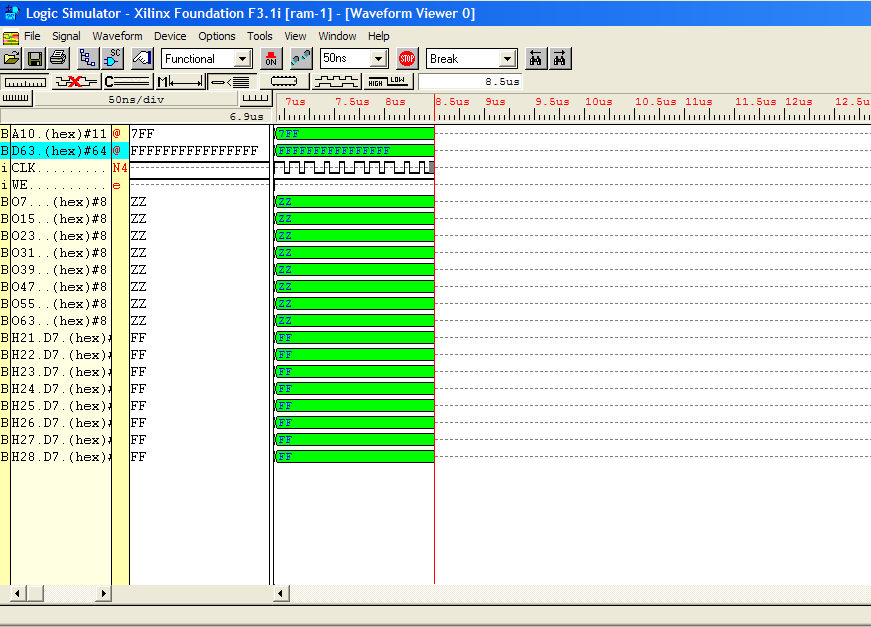 Logic Simulator - Xilinx Foundation F3.1i [ram-1] - [Waveform Viewer 0]
File Signal Waveform Device Options Tools View Window Help
SC Functional ON 50ns STOP Break
C M HIGH LOW 8.5us
50ns/div
6.9us
7us 7.5us 8us 8.5us 9us 9.5us 10us 10.5us 11us 11.5us 12us 12.5u
B A10.(hex)#11 @ 7FF 7FF
B D63.(hex)#64 @ FFFFFFFFFFFFFFFF FFFFFFFFFFFFFFFF
i CLK......... N4
i WE.......... e
B O7...(hex)#8 ZZ ZZ
B O15..(hex)#8 ZZ ZZ
B O23..(hex)#8 ZZ ZZ
B O31..(hex)#8 ZZ ZZ
B O39..(hex)#8 ZZ ZZ
B O47..(hex)#8 ZZ ZZ
B O55..(hex)#8 ZZ ZZ
B O63..(hex)#8 ZZ ZZ
B H21.D7.(hex)# FF FF
B H22.D7.(hex)# FF FF
B H23.D7.(hex)# FF FF
B H24.D7.(hex)# FF FF
B H25.D7.(hex)# FF FF
B H26.D7.(hex)# FF FF
B H27.D7.(hex)# FF FF
B H28.D7.(hex)# FF FF